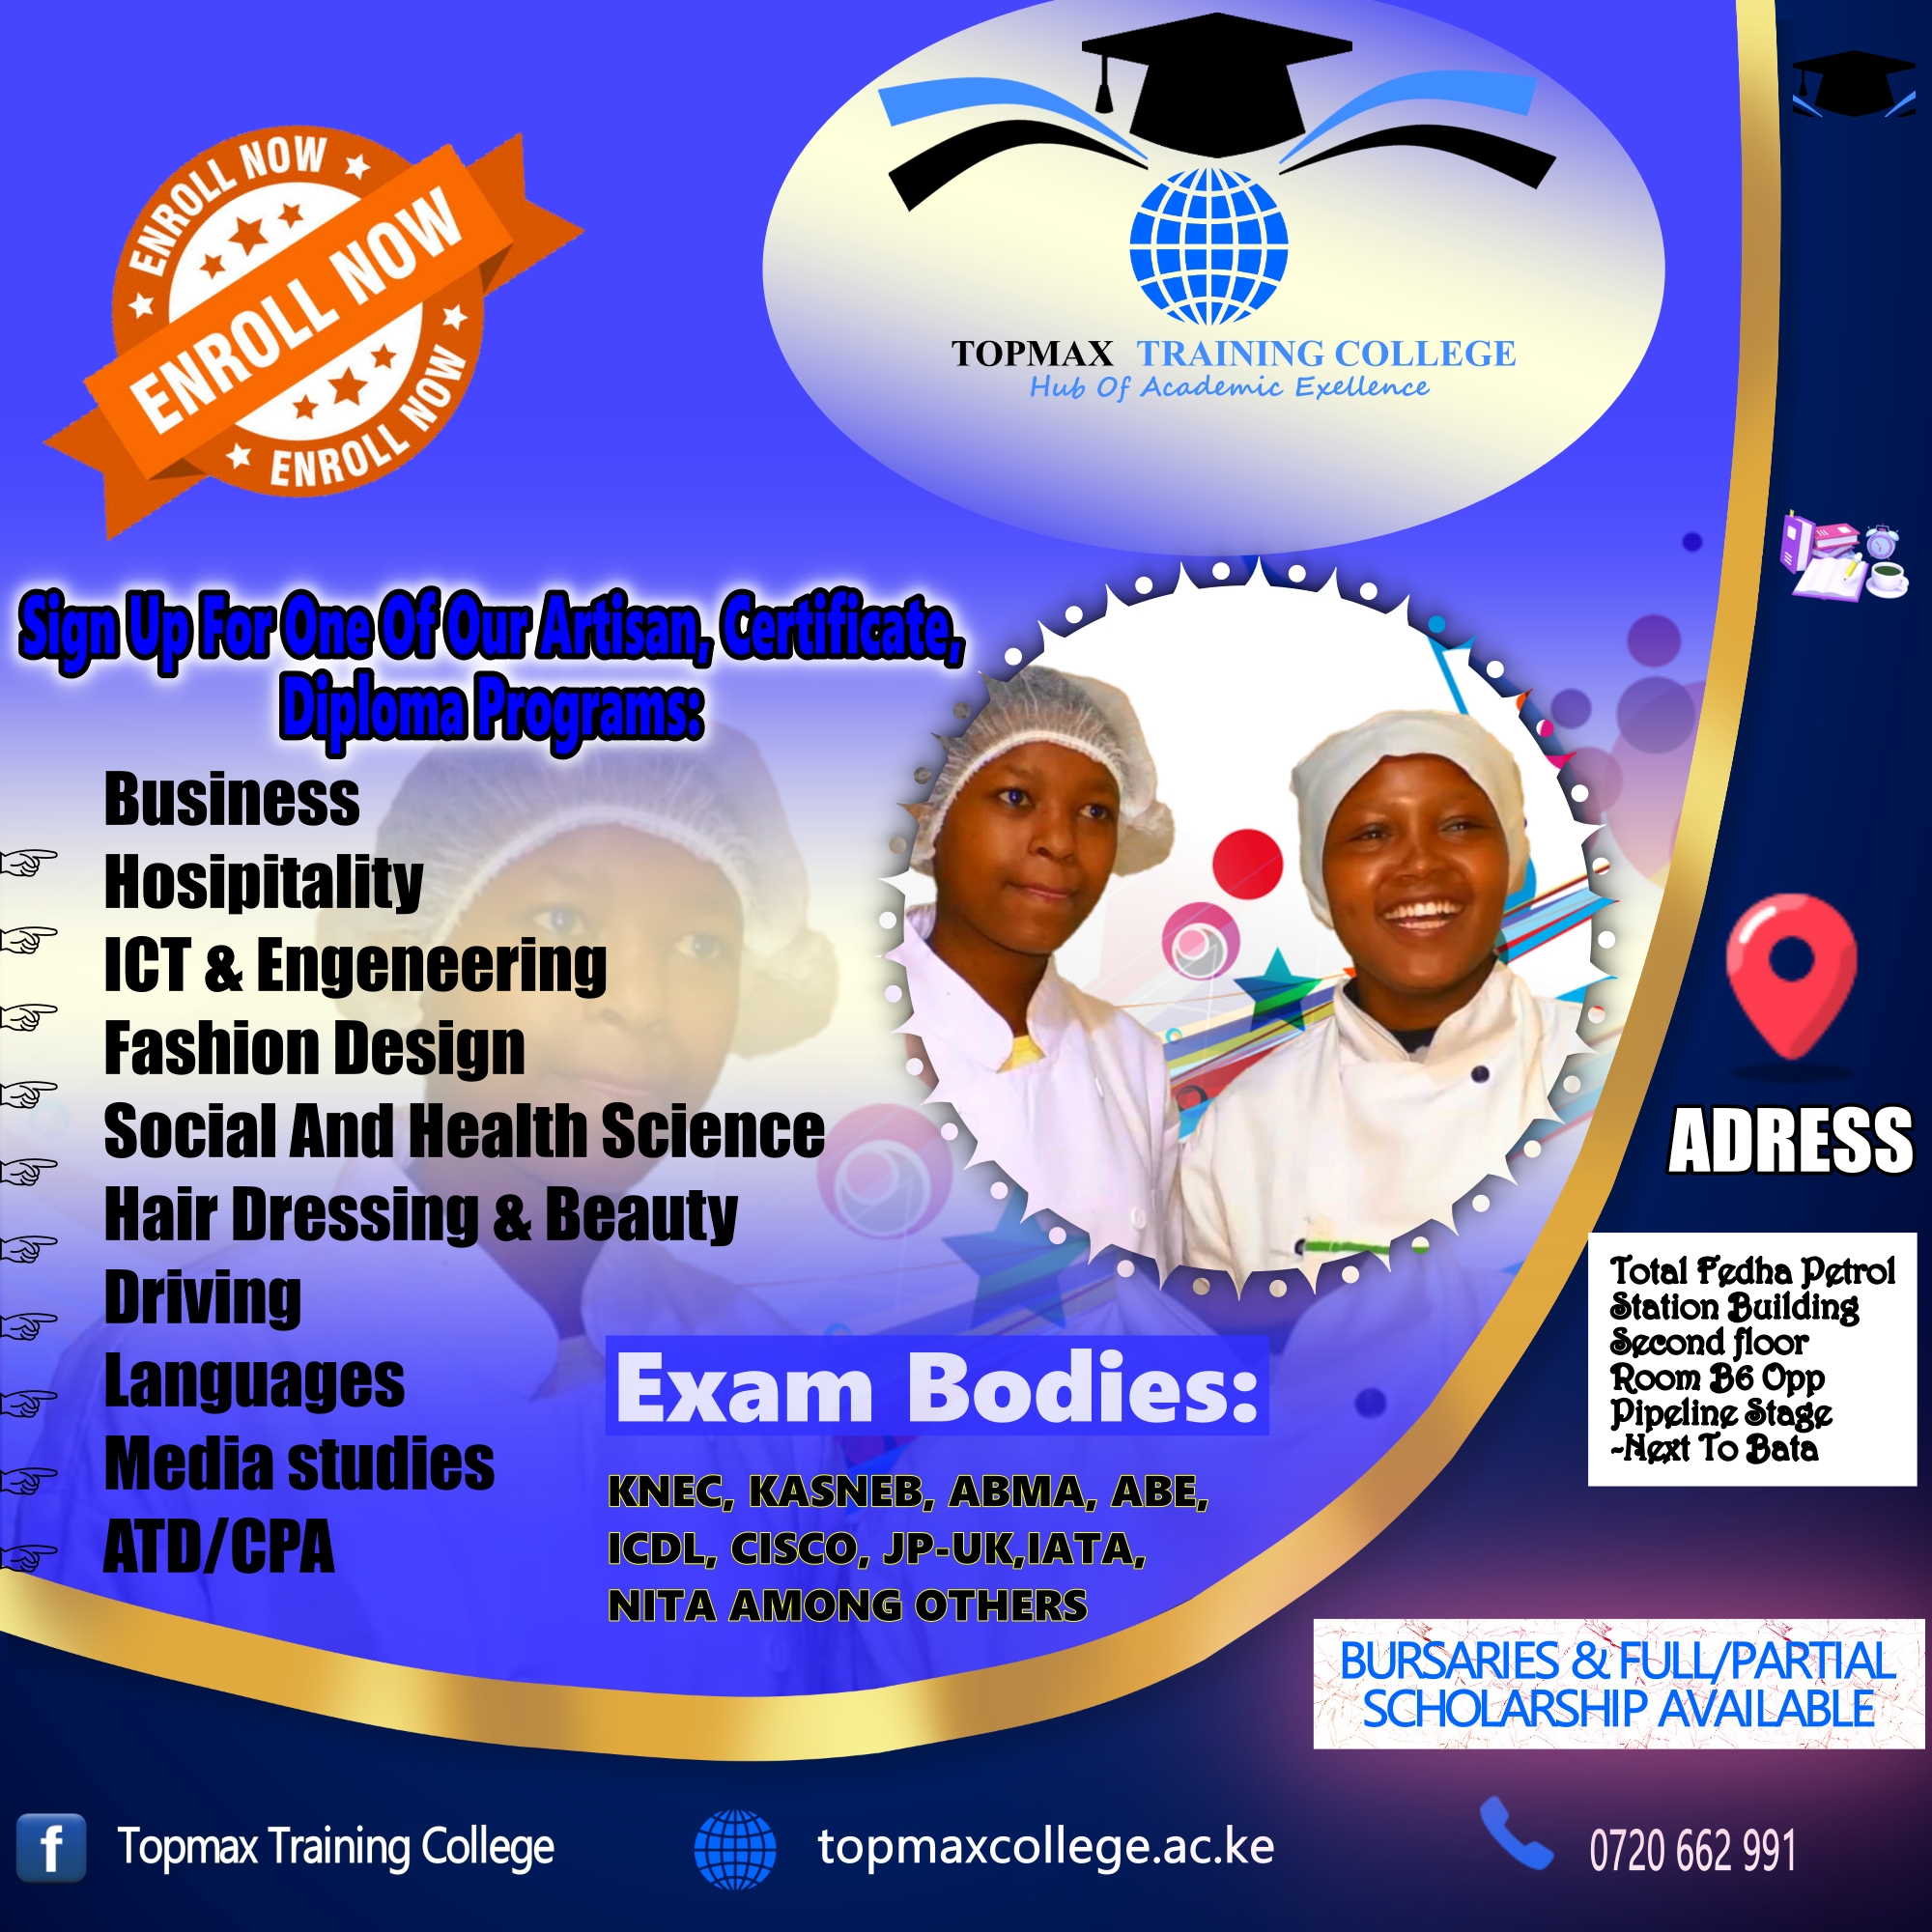 ENROLL NOW
ENROLL NOW
ENROLL NOW
TOPMAX TRAINING COLLEGE
Hub Of Academic Exellence
Sign Up For One Of Our Artisan, Certificate,
Diploma Programs:
Business
Hosipitality
ICT & Engeneering
Fashion Design
Social And Health Science
Hair Dressing & Beauty
Driving
Languages
Media studies
ATD/CPA
Exam Bodies:
KNEC, KASNEB, ABMA, ABE,
ICDL, CISCO, JP-UK,IATA,
NITA AMONG OTHERS
ADRESS
Total Fedha Petrol
Station Building
Second floor
Room B6 Opp
Pipeline Stage
-Next To Bata
BURSARIES & FULL/PARTIAL
SCHOLARSHIP AVAILABLE
f Topmax Training College
topmaxcollege.ac.ke
0720 662 991